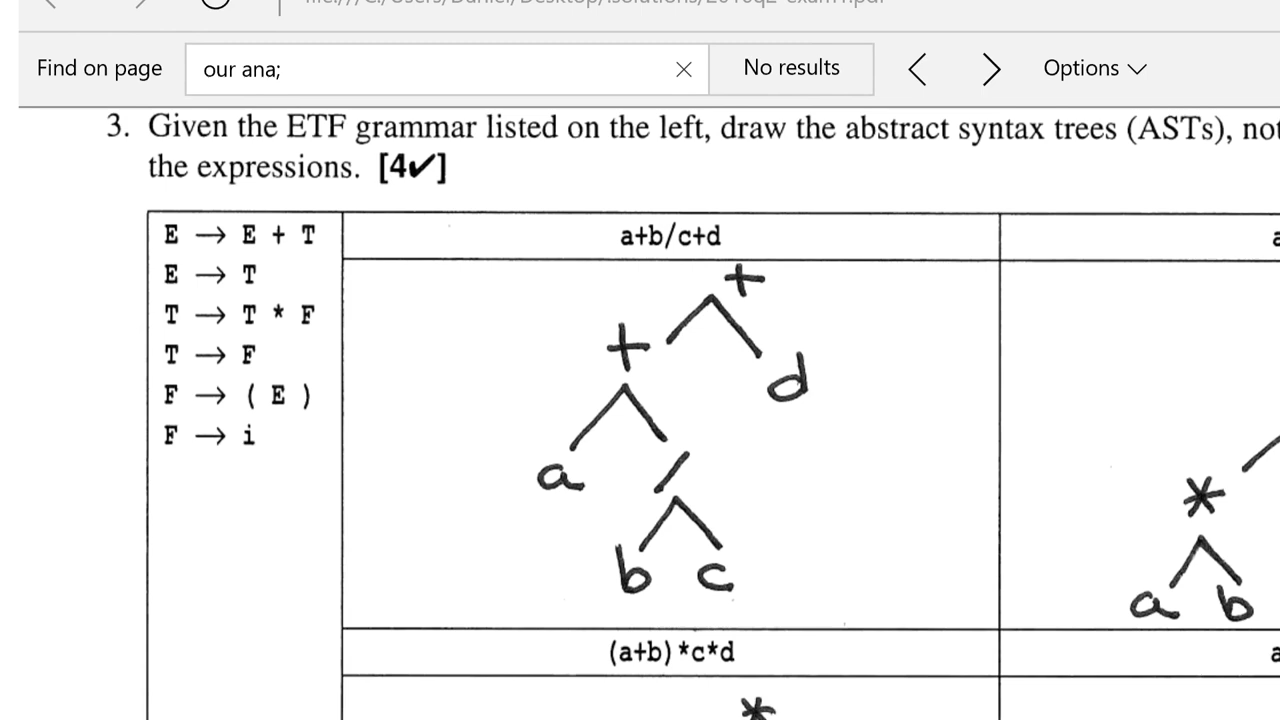 Find on page our ana; No results Options
3. Given the ETF grammar listed on the left, draw the abstract syntax trees (ASTs), not
the expressions. [4✔]
E → E + T
E → T
T → T * F
T → F
F → ( E )
F → i
a+b/c+d
+
+
d
a
/
b c
*
a b
(a+b)*c*d
*